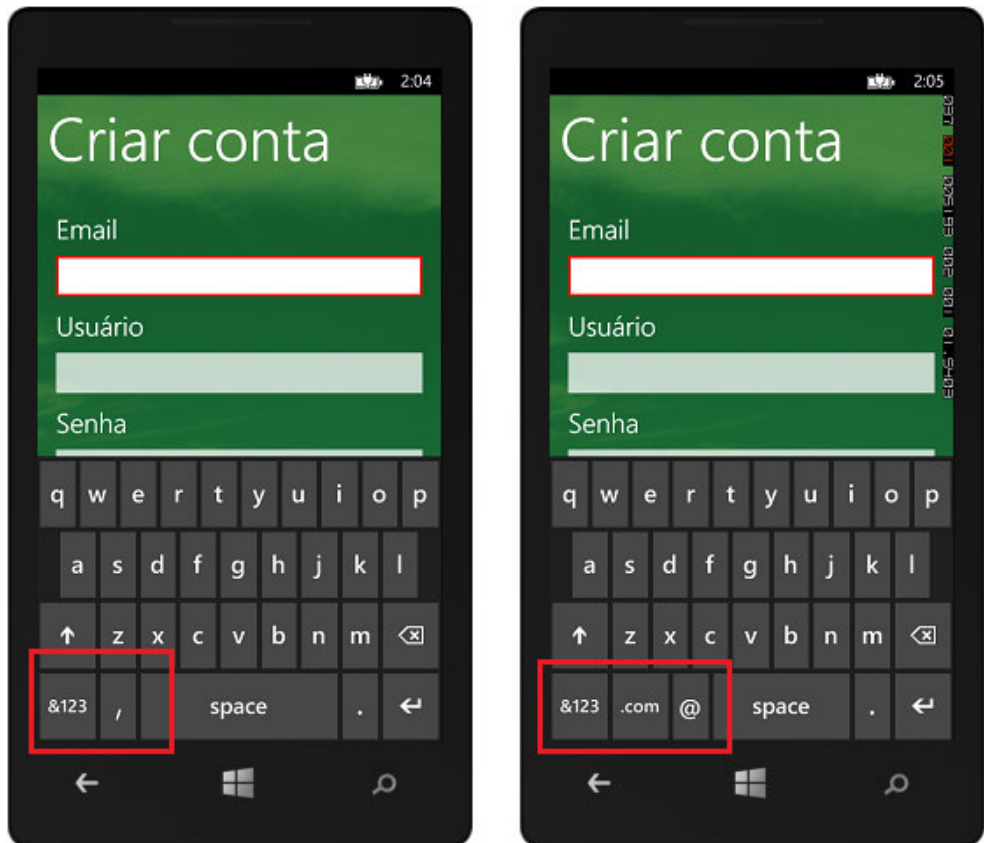 2:04
Criar conta
Email
Usuário
Senha
q w e r t y u i o p
a s d f g h j k l
z x c v b n m
&123 , space .
2:05
Criar conta
Email
Usuário
Senha
q w e r t y u i o p
a s d f g h j k l
z x c v b n m
&123 .com @ space .